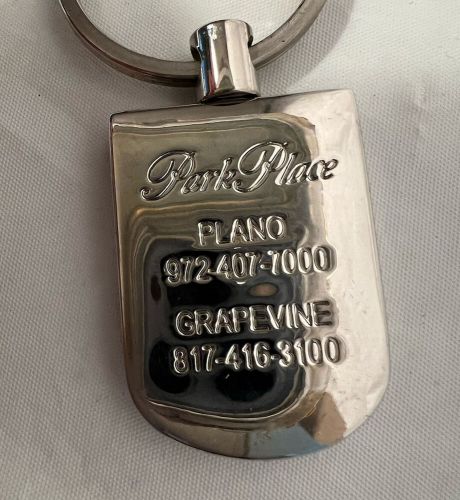 Park Place
PLANO
972-407-7000
GRAPEVINE
817-416-3100